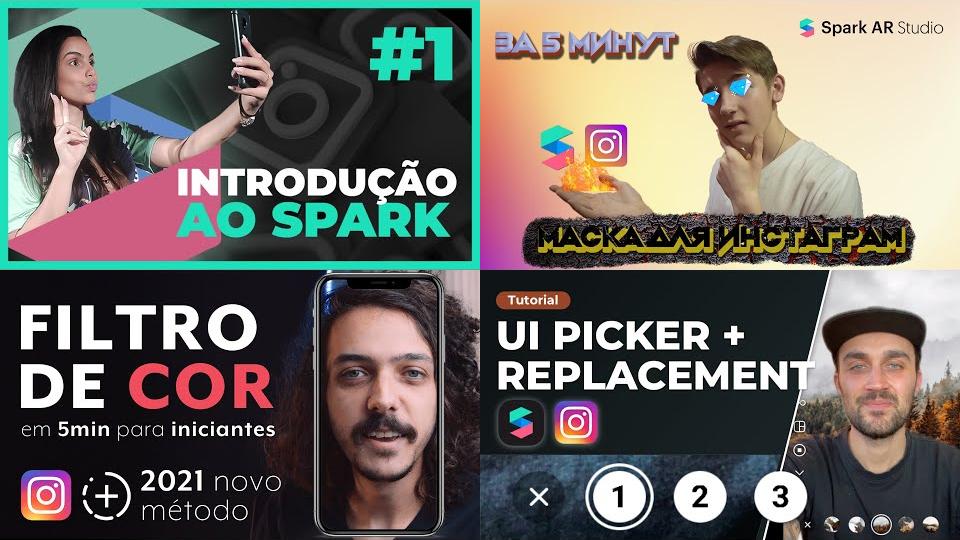 #1
INTRODUÇÃO
AO SPARK
ЗА 5 МИНУТ
Spark AR Studio
МАСКА ДЛЯ ИНСТАГРАМ
FILTRO
DE COR
em 5min para iniciantes
2021 novo
método
Tutorial
UI PICKER +
REPLACEMENT
1 2 3